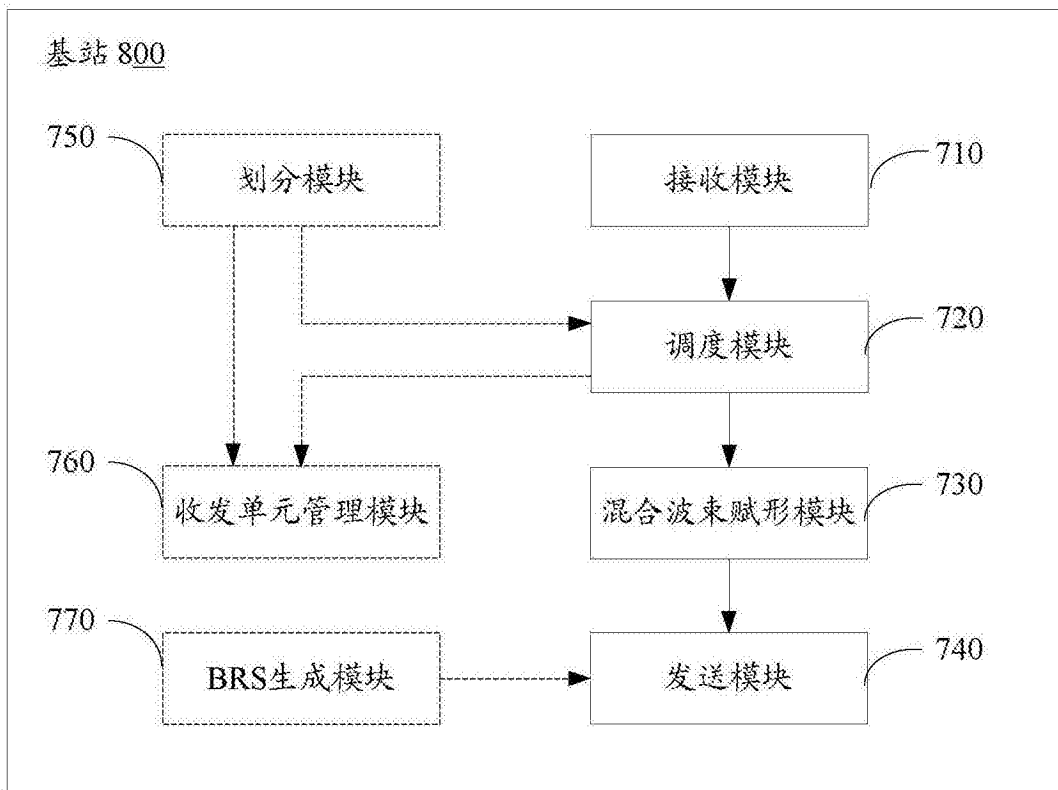 基站 800
750
划分模块
接收模块
710
调度模块
720
760
收发单元管理模块
混合波束赋形模块
730
770
BRS生成模块
发送模块
740